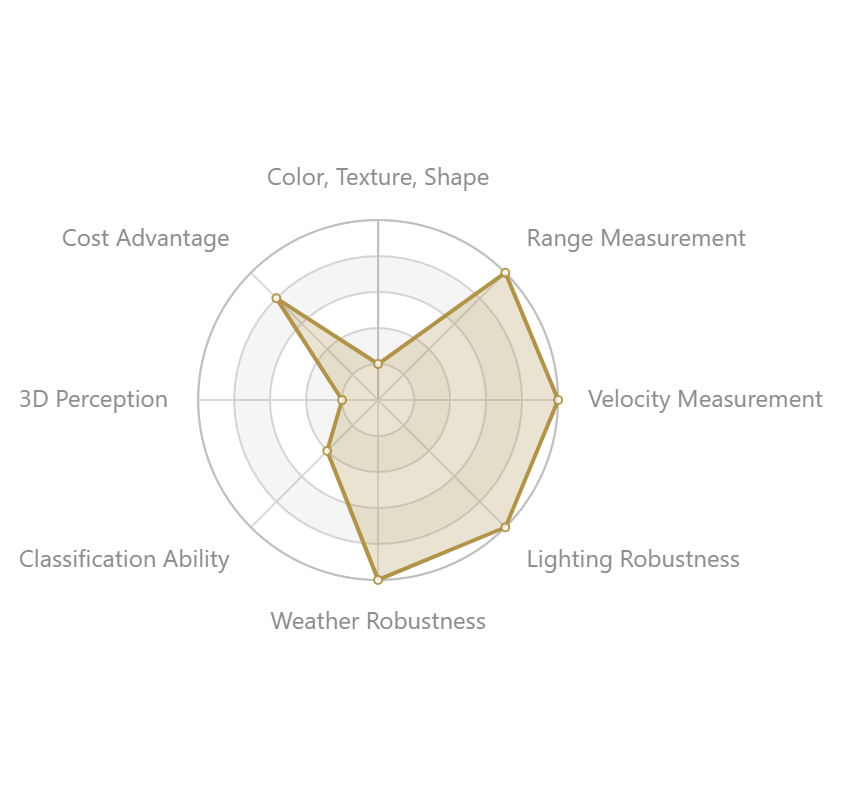 Color, Texture, Shape
Cost Advantage
Range Measurement
3D Perception
Velocity Measurement
Classification Ability
Lighting Robustness
Weather Robustness